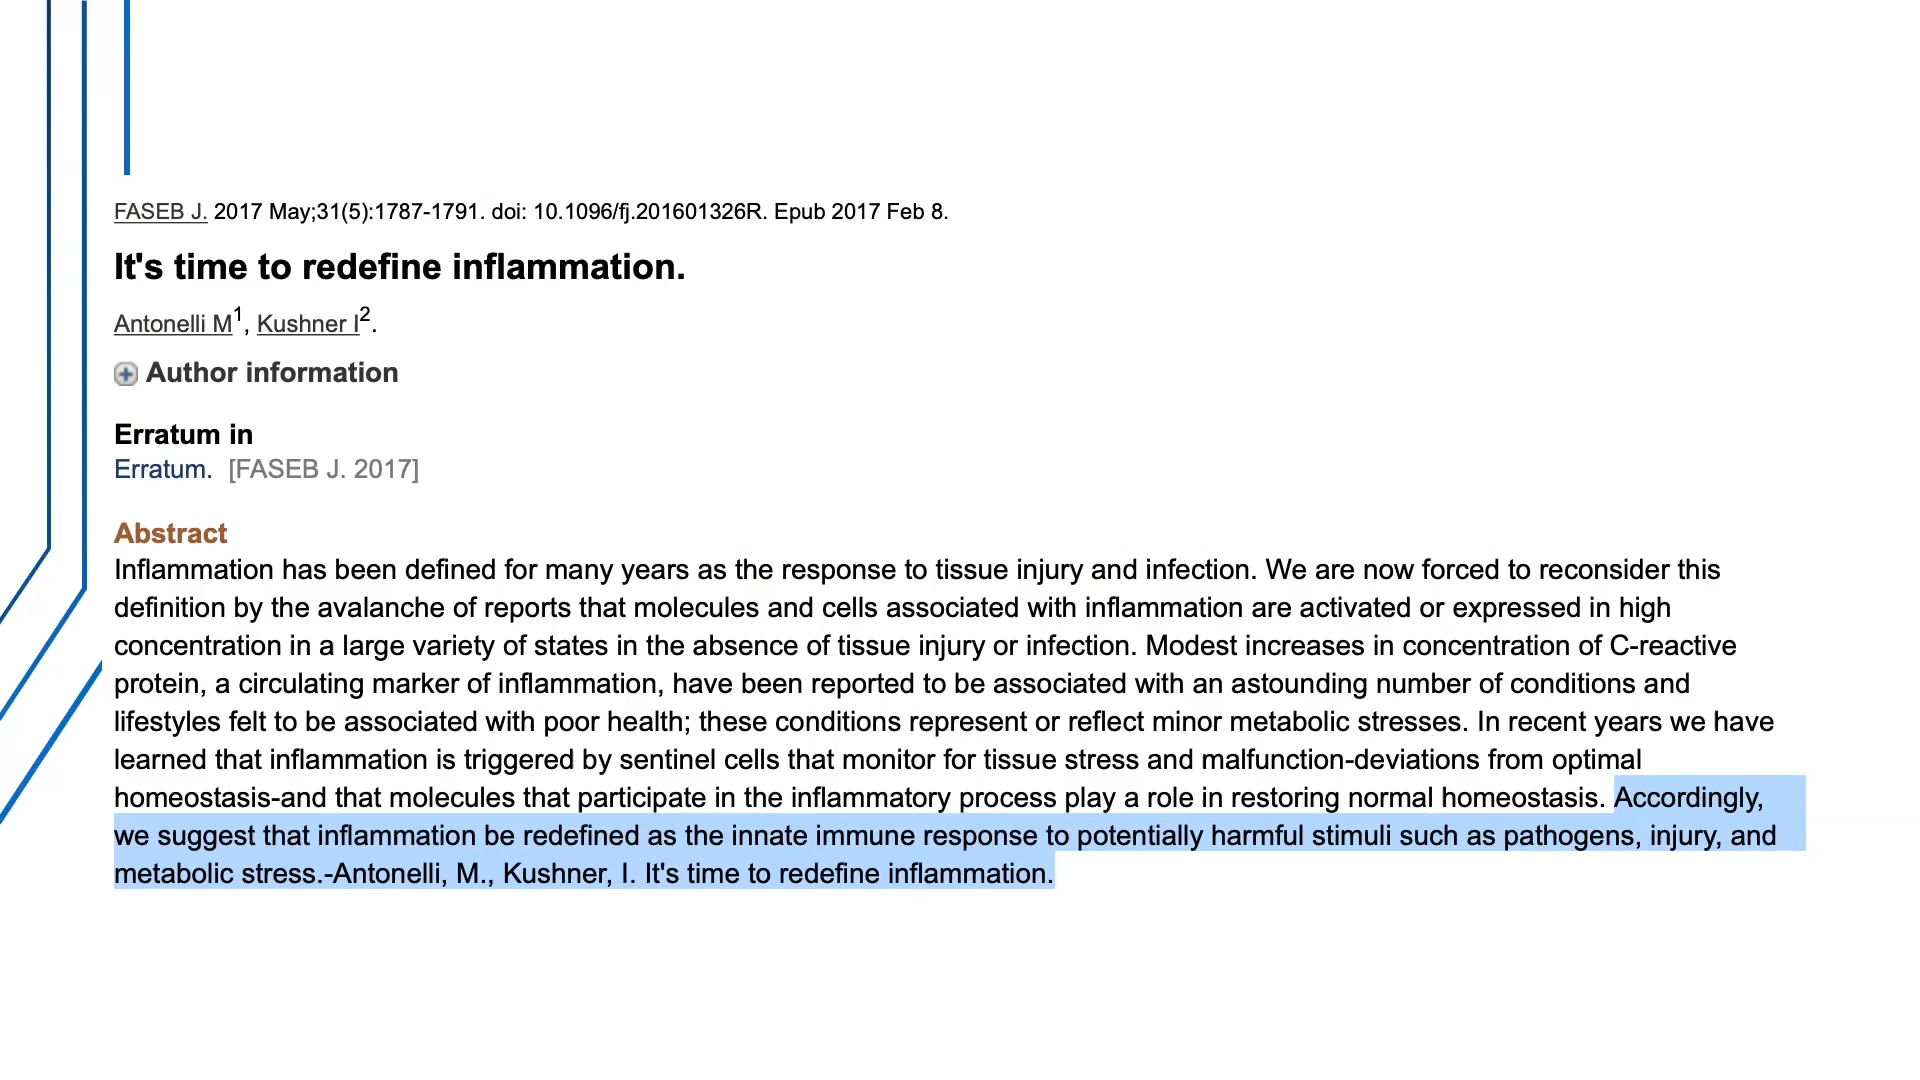 FASEB J. 2017 May;31(5):1787-1791. doi: 10.1096/fj.201601326R. Epub 2017 Feb 8.
It's time to redefine inflammation.
Antonelli M1, Kushner I2.
Author information
Erratum in
Erratum. [FASEB J. 2017]
Abstract
Inflammation has been defined for many years as the response to tissue injury and infection. We are now forced to reconsider this
definition by the avalanche of reports that molecules and cells associated with inflammation are activated or expressed in high
concentration in a large variety of states in the absence of tissue injury or infection. Modest increases in concentration of C-reactive
protein, a circulating marker of inflammation, have been reported to be associated with an astounding number of conditions and
lifestyles felt to be associated with poor health; these conditions represent or reflect minor metabolic stresses. In recent years we have
learned that inflammation is triggered by sentinel cells that monitor for tissue stress and malfunction-deviations from optimal
homeostasis-and that molecules that participate in the inflammatory process play a role in restoring normal homeostasis. Accordingly,
we suggest that inflammation be redefined as the innate immune response to potentially harmful stimuli such as pathogens, injury, and
metabolic stress.-Antonelli, M., Kushner, I. It's time to redefine inflammation.